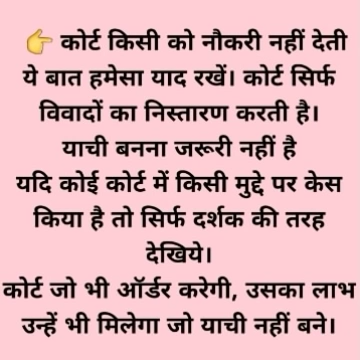 👉 कोर्ट किसी को नौकरी नहीं देती
ये बात हमेसा याद रखें। कोर्ट सिर्फ
विवादों का निस्तारण करती है।
याची बनना जरूरी नहीं है
यदि कोई कोर्ट में किसी मुद्दे पर केस
किया है तो सिर्फ दर्शक की तरह
देखिये।
कोर्ट जो भी ऑर्डर करेगी, उसका लाभ
उन्हें भी मिलेगा जो याची नहीं बने।